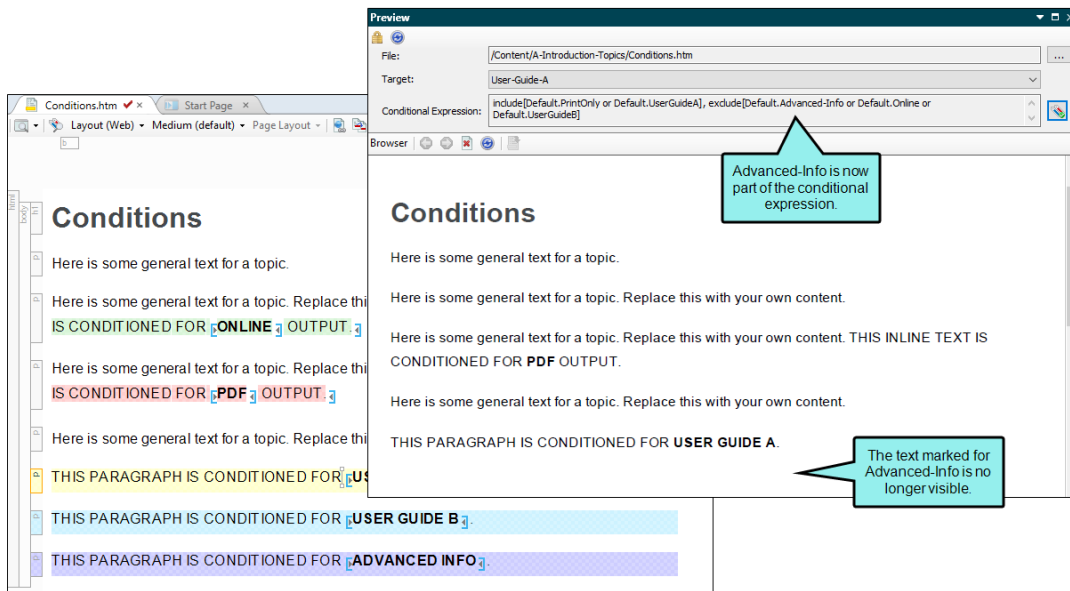 Preview
File:
/Content/A-Introduction-Topics/Conditions.htm
...
Target:
User-Guide-A
Conditional Expression:
include[Default.PrintOnly or Default.UserGuideA], exclude[Default.Advanced-Info or Default.Online or
Default.UserGuideB]
Browser
Advanced-Info is now
part of the conditional
expression.
Conditions
Here is some general text for a topic.
Here is some general text for a topic. Replace this with your own content.
Here is some general text for a topic. Replace this with your own content. THIS INLINE TEXT IS
CONDITIONED FOR PDF OUTPUT.
Here is some general text for a topic. Replace this with your own content.
THIS PARAGRAPH IS CONDITIONED FOR USER GUIDE A.
The text marked for
Advanced-Info is no
longer visible.
Conditions.htm
Start Page
Layout (Web)
Medium (default)
Page Layout
b
html
body
h1
Conditions
p
Here is some general text for a topic.
p
Here is some general text for a topic. Replace thi
IS CONDITIONED FOR ONLINE OUTPUT.
p
Here is some general text for a topic. Replace thi
IS CONDITIONED FOR PDF OUTPUT.
p
Here is some general text for a topic. Replace thi
p
THIS PARAGRAPH IS CONDITIONED FOR US
p
THIS PARAGRAPH IS CONDITIONED FOR USER GUIDE B.
p
THIS PARAGRAPH IS CONDITIONED FOR ADVANCED INFO.